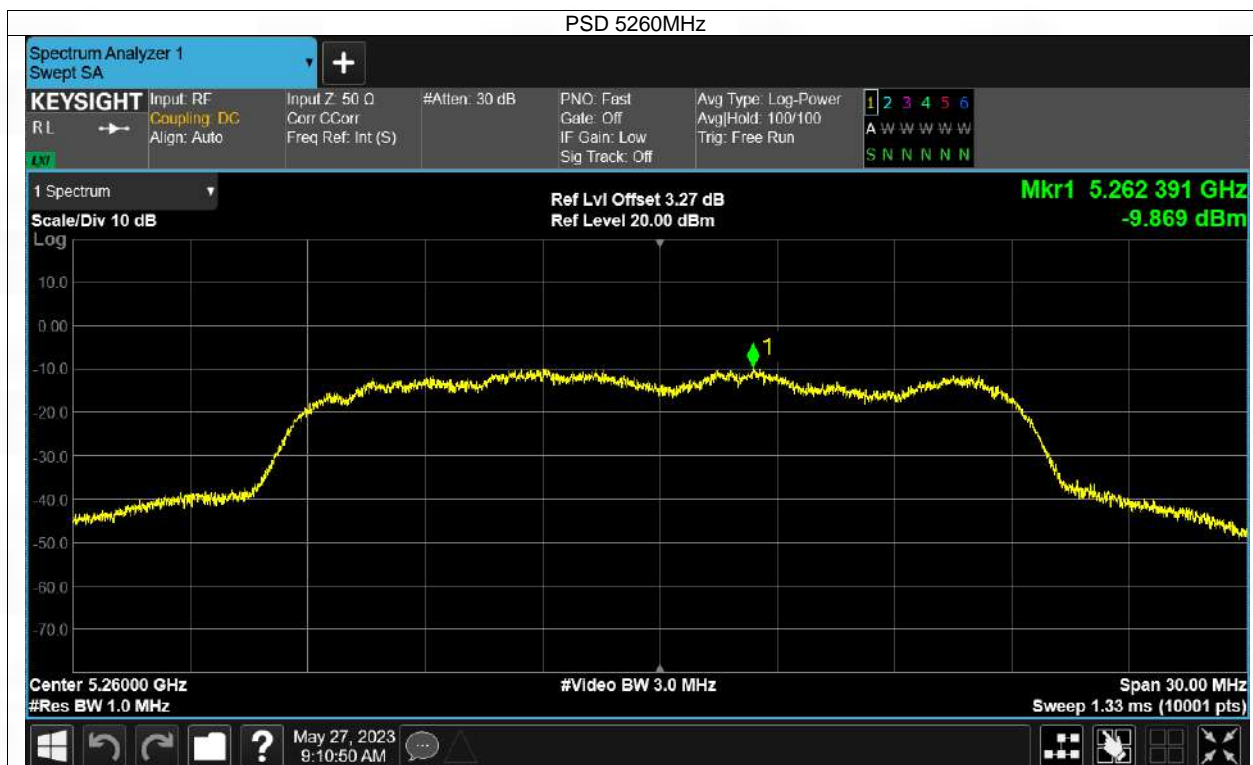 PSD 5260MHz
Spectrum Analyzer 1
Swept SA
+
KEYSIGHT
RL
LXI
Input: RF
Coupling: DC
Align: Auto
Input Z: 50 Ω
Corr CCorr
Freq Ref: Int (S)
#Atten: 30 dB
PNO: Fast
Gate: Off
IF Gain: Low
Sig Track: Off
Avg Type: Log-Power
Avg|Hold: 100/100
Trig: Free Run
1 2 3 4 5 6
A W W W W W
S N N N N N
1 Spectrum
Scale/Div 10 dB
Log
Ref Lvl Offset 3.27 dB
Ref Level 20.00 dBm
Mkr1 5.262 391 GHz
-9.869 dBm
10.0
0.00
-10.0
-20.0
-30.0
-40.0
-50.0
-60.0
-70.0
1
Center 5.26000 GHz
#Res BW 1.0 MHz
#Video BW 3.0 MHz
Span 30.00 MHz
Sweep 1.33 ms (10001 pts)
?
May 27, 2023
9:10:50 AM